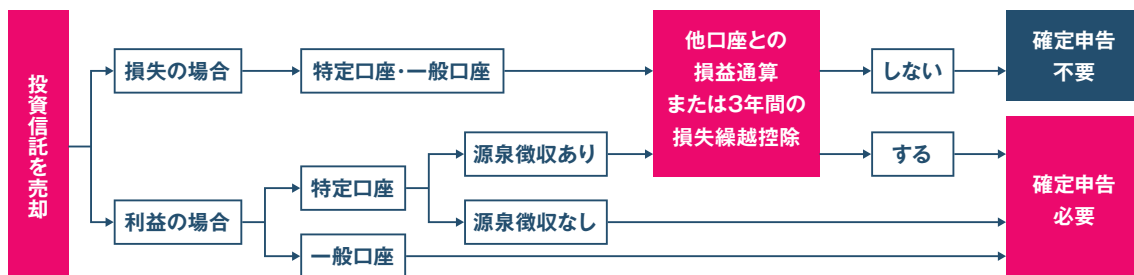 投資信託を売却
損失の場合
特定口座・一般口座
他口座との
損益通算
または3年間の
損失繰越控除
しない
確定申告
不要
利益の場合
特定口座
源泉徴収あり
する
確定申告
必要
源泉徴収なし
一般口座